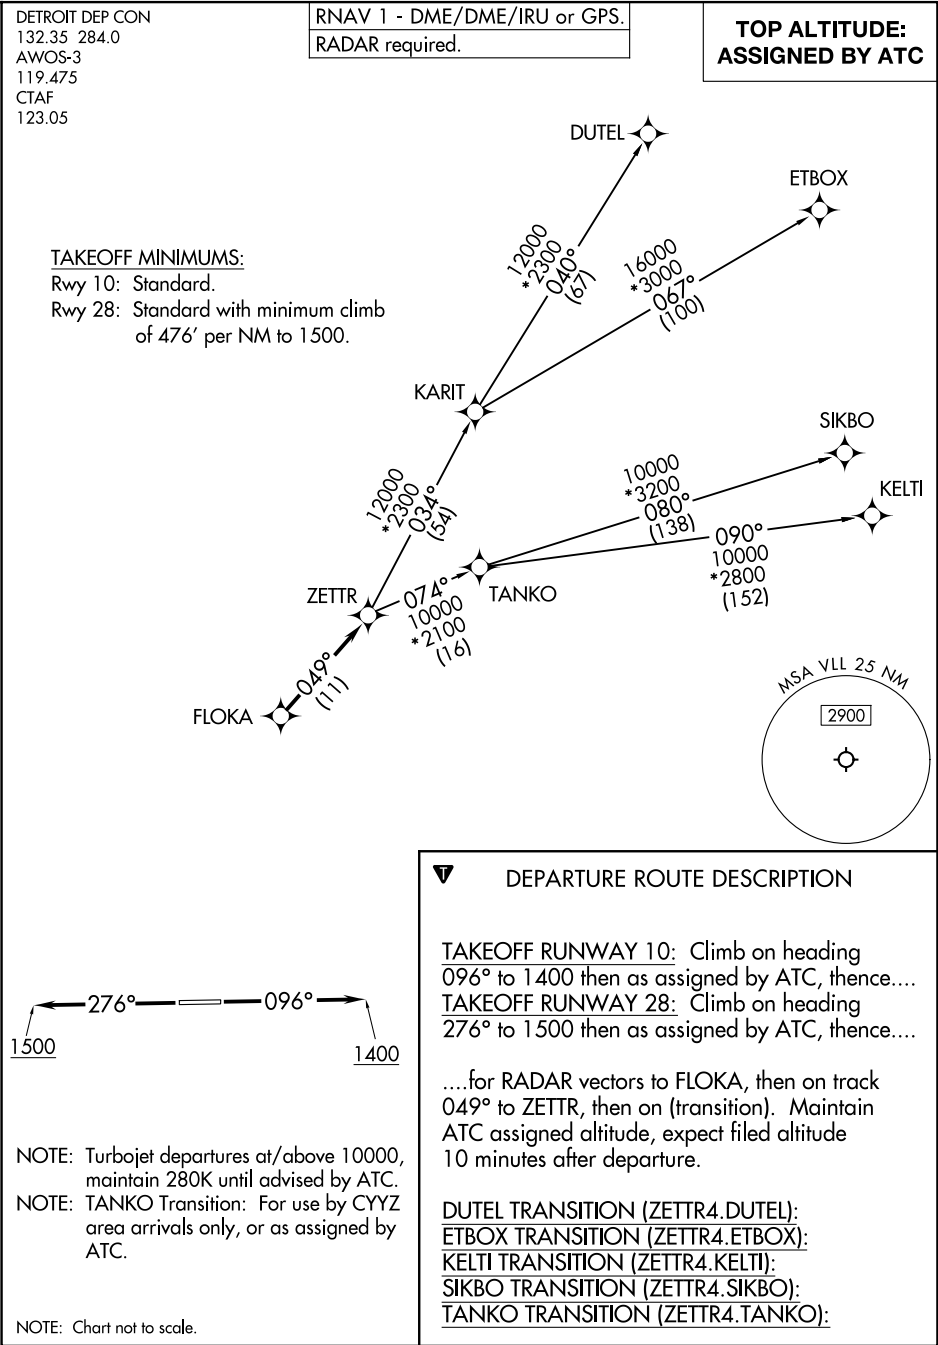 DETROIT DEP CON
132.35 284.0
AWOS-3
119.475
CTAF
123.05
RNAV 1 - DME/DME/IRU or GPS.
RADAR required.
TOP ALTITUDE:
ASSIGNED BY ATC
TAKEOFF MINIMUMS:
Rwy 10: Standard.
Rwy 28: Standard with minimum climb
of 476' per NM to 1500.
DUTEL
ETBOX
12000
*2300
040°
(67)
16000
*3000
067°
(100)
KARIT
SIKBO
KELTI
12000
*2300
034°
(54)
10000
*3200
080°
(138)
090°
10000
*2800
(152)
ZETTR
074°
10000
*2100
(16)
TANKO
049°
(11)
FLOKA
MSA VLL 25 NM
2900
276°
096°
1500
1400
NOTE: Turbojet departures at/above 10000,
maintain 280K until advised by ATC.
NOTE: TANKO Transition: For use by CYYZ
area arrivals only, or as assigned by
ATC.
NOTE: Chart not to scale.
T
DEPARTURE ROUTE DESCRIPTION
TAKEOFF RUNWAY 10: Climb on heading
096° to 1400 then as assigned by ATC, thence....
TAKEOFF RUNWAY 28: Climb on heading
276° to 1500 then as assigned by ATC, thence....
....for RADAR vectors to FLOKA, then on track
049° to ZETTR, then on (transition). Maintain
ATC assigned altitude, expect filed altitude
10 minutes after departure.
DUTEL TRANSITION (ZETTR4.DUTEL):
ETBOX TRANSITION (ZETTR4.ETBOX):
KELTI TRANSITION (ZETTR4.KELTI):
SIKBO TRANSITION (ZETTR4.SIKBO):
TANKO TRANSITION (ZETTR4.TANKO):